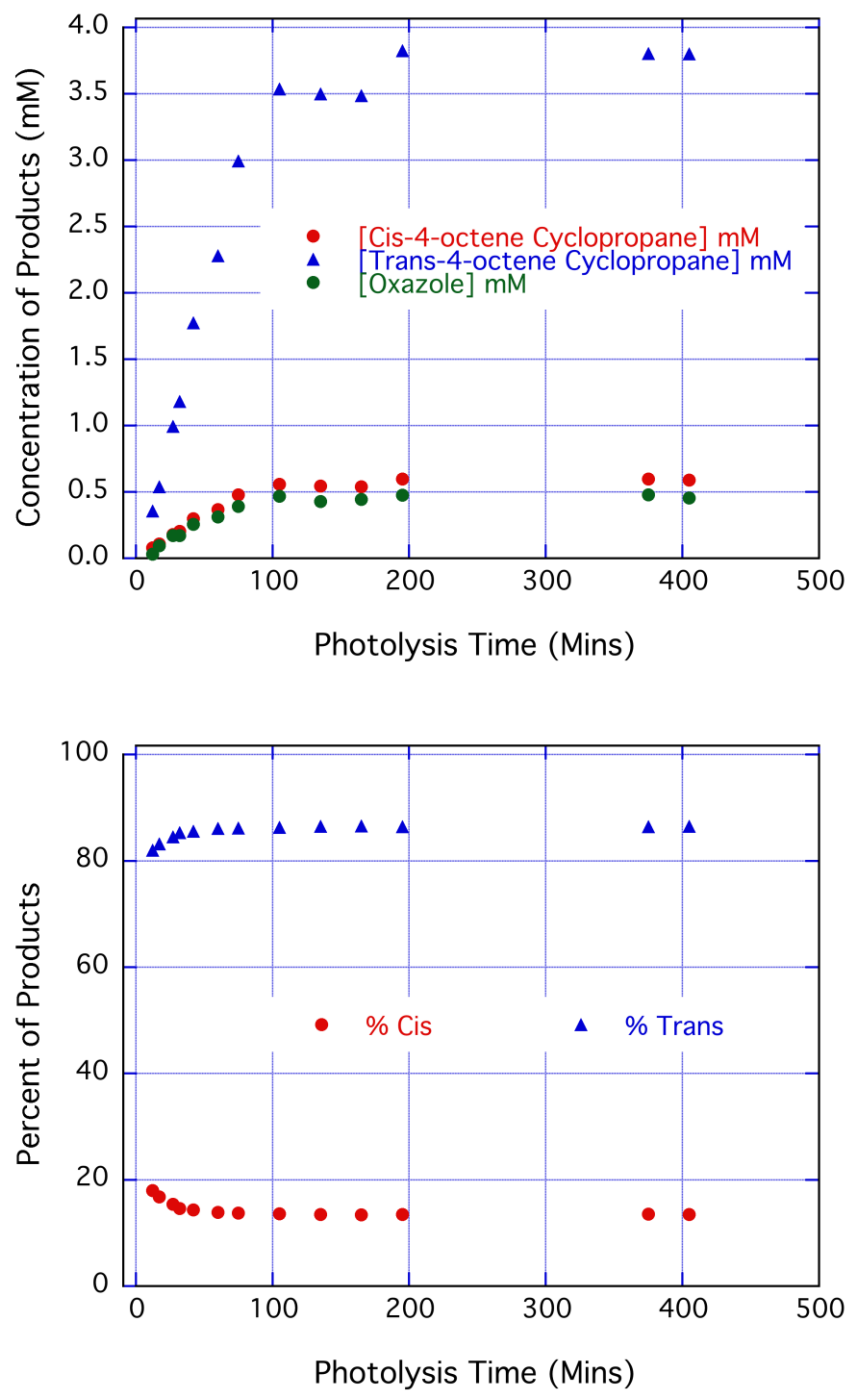 4.0
3.5
3.0
2.5
2.0
1.5
1.0
0.5
0.0
Concentration of Products (mM)
[Cis-4-octene Cyclopropane] mM
[Trans-4-octene Cyclopropane] mM
[Oxazole] mM
0 100 200 300 400 500
Photolysis Time (Mins)
100
80
60
40
20
0
Percent of Products
% Cis % Trans
0 100 200 300 400 500
Photolysis Time (Mins)